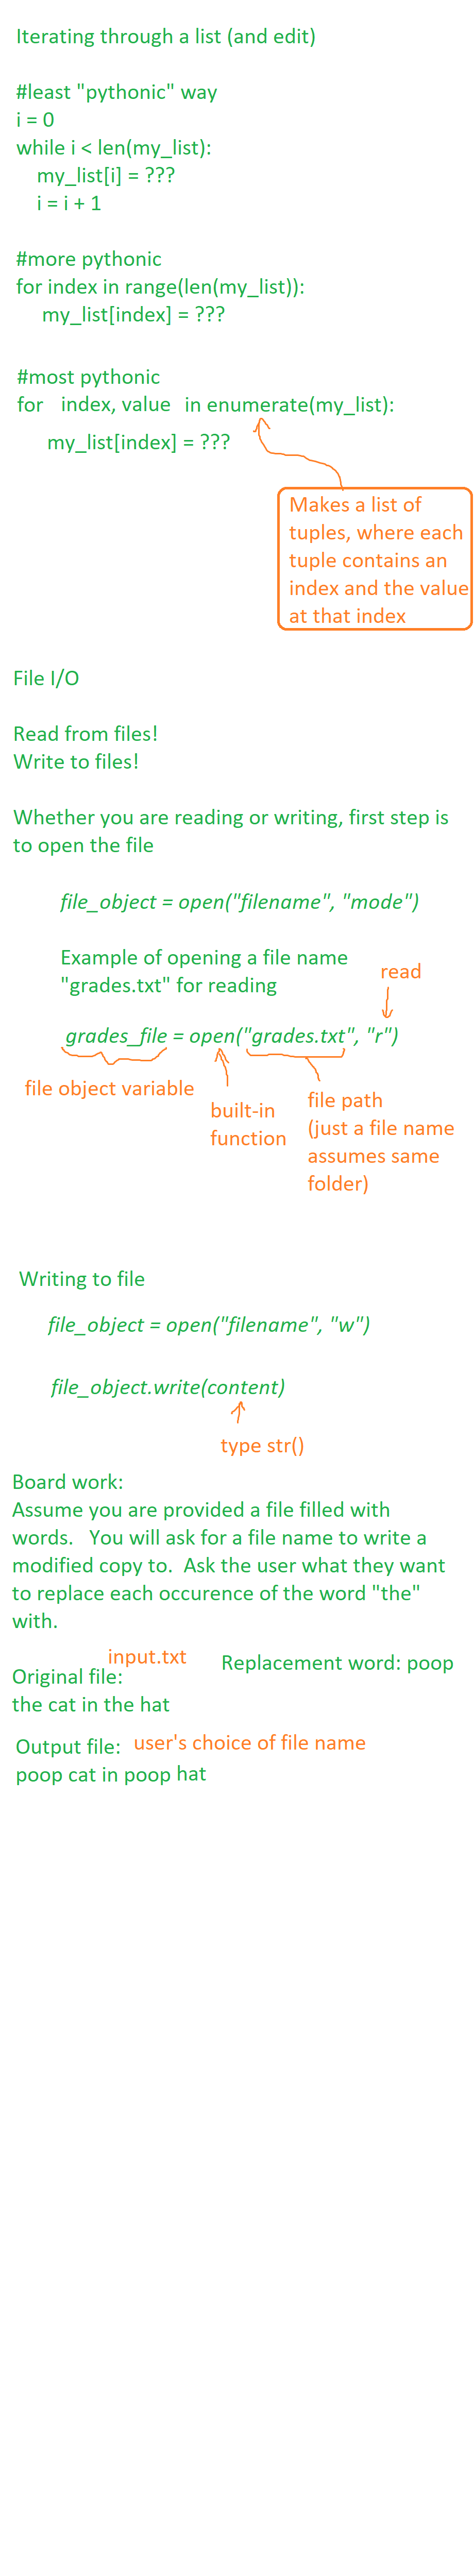 Iterating through a list (and edit)
#least "pythonic" way
i = 0
while i < len(my_list):
my_list[i] = ???
i = i + 1
#more pythonic
for index in range(len(my_list)):
my_list[index] = ???
#most pythonic
for index, value in enumerate(my_list):
my_list[index] = ???
Makes a list of
tuples, where each
tuple contains an
index and the value
at that index
File I/O
Read from files!
Write to files!
Whether you are reading or writing, first step is
to open the file
file_object = open("filename", "mode")
Example of opening a file name
"grades.txt" for reading
read
grades_file = open("grades.txt", "r")
file object variable
built-in
function
file path
(just a file name
assumes same
folder)
Writing to file
file_object = open("filename", "w")
file_object.write(content)
type str()
Board work:
Assume you are provided a file filled with
words. You will ask for a file name to write a
modified copy to. Ask the user what they want
to replace each occurence of the word "the"
with.
input.txt
Replacement word: poop
Original file:
the cat in the hat
Output file: user's choice of file name
poop cat in poop hat